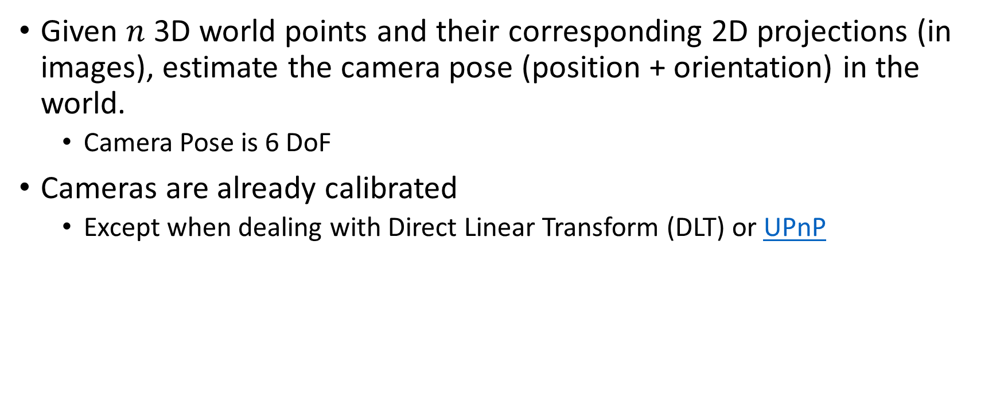 • Given 𝑛 3D world points and their corresponding 2D projections (in
images), estimate the camera pose (position + orientation) in the
world.
• Camera Pose is 6 DoF
• Cameras are already calibrated
• Except when dealing with Direct Linear Transform (DLT) or UPnP